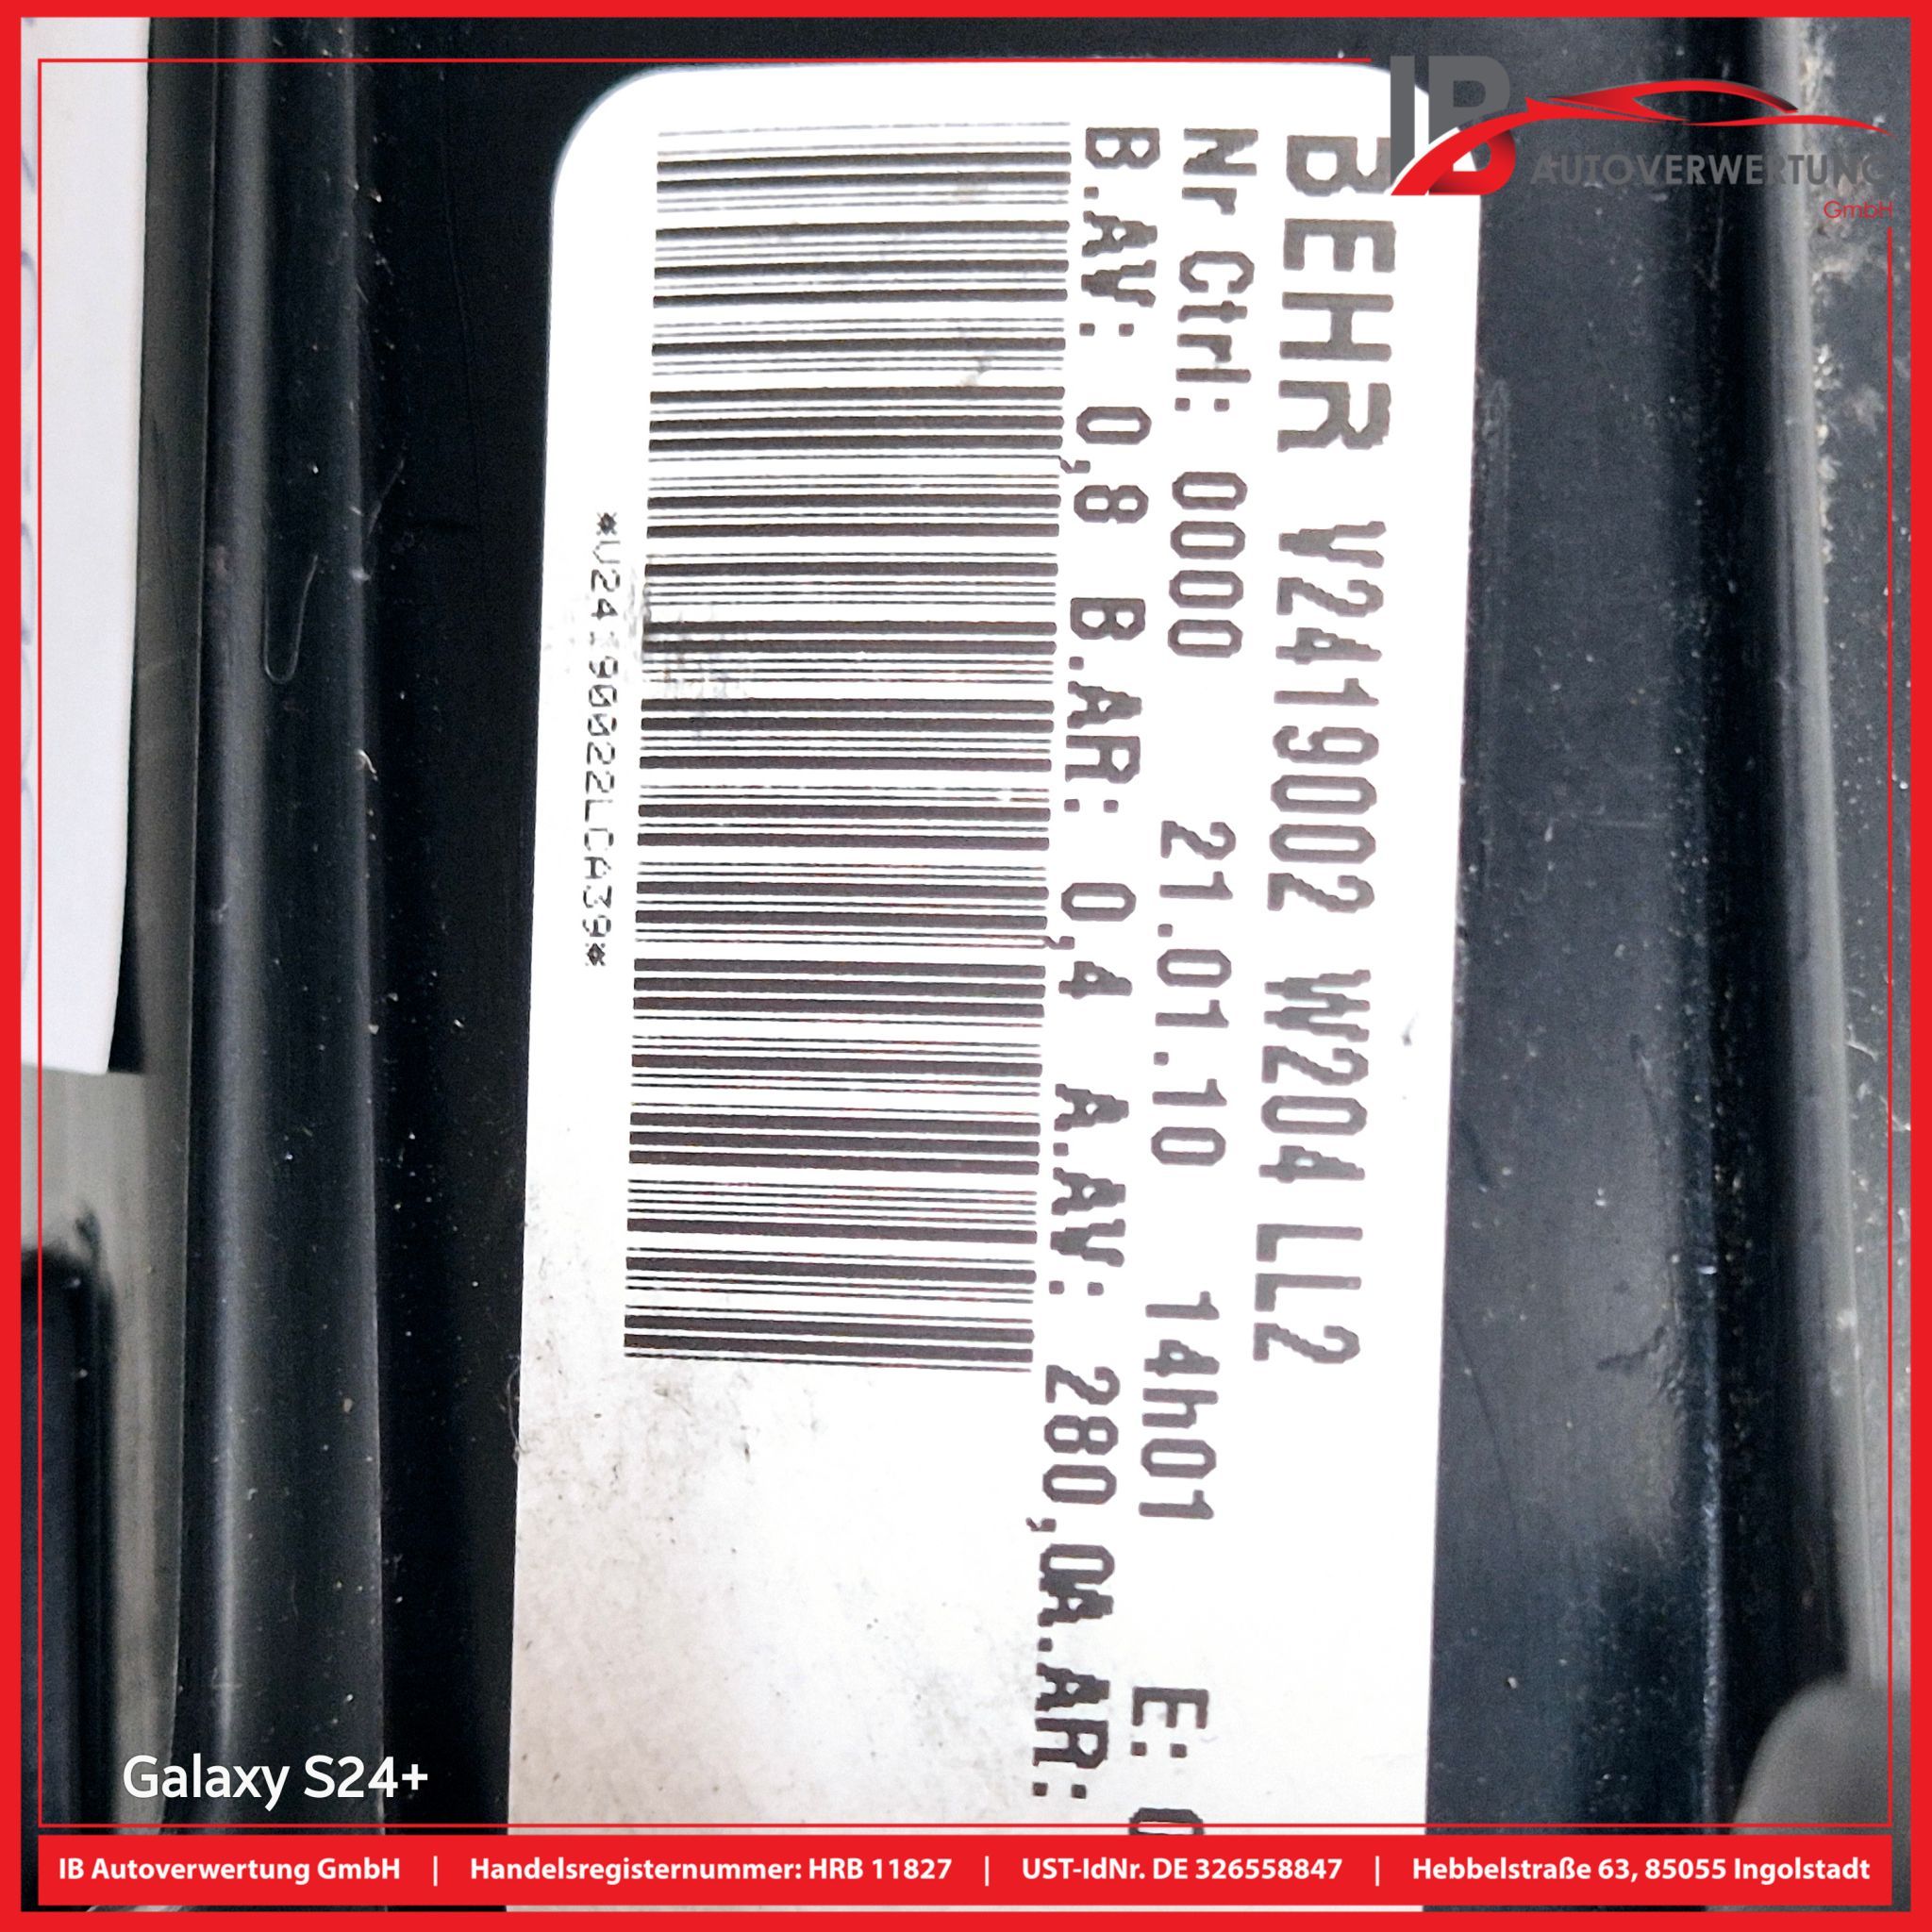 IB
AUTOVERWERTUNG
GmbH
BEHR V2419002 W204 LL2
Nr Ctrl: 0000 21.01.10 14h01 E: 0
B.AV: 0,8 B.AR: 0,4 A.AV: 280,0A.AR:
Galaxy S24+
IB Autoverwertung GmbH | Handelsregisternummer: HRB 11827 | UST-IdNr. DE 326558847 | Hebbelstraße 63, 85055 Ingolstadt